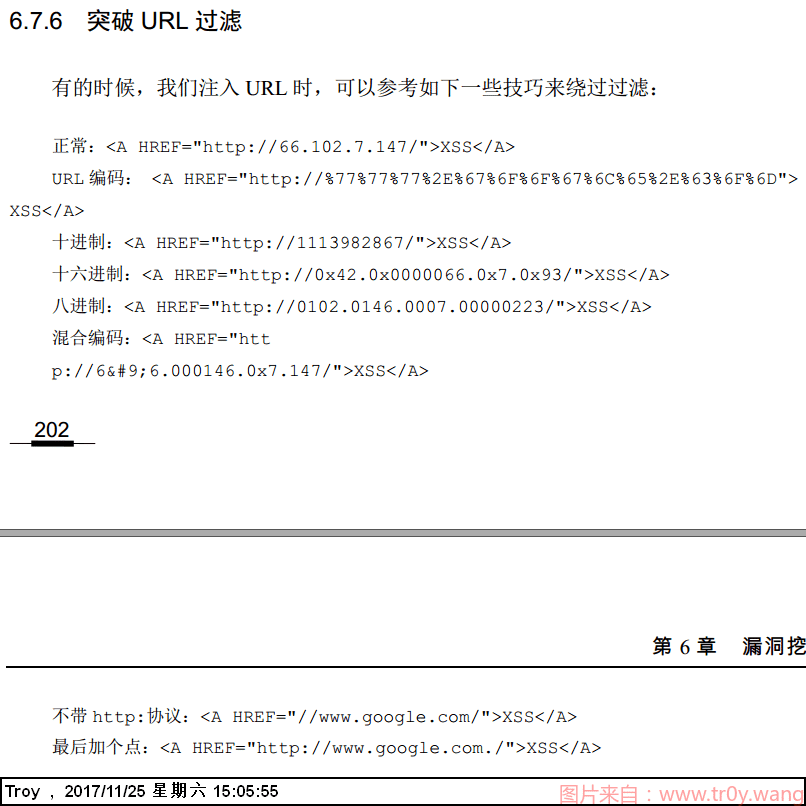 6.7.6 突破 URL 过滤
有的时候，我们注入 URL 时，可以参考如下一些技巧来绕过过滤：
正常：<A HREF="http://66.102.7.147/">XSS</A>
URL 编码： <A HREF="http://%77%77%77%2E%67%6F%6F%67%6C%65%2E%63%6F%6D">
XSS</A>
十进制：<A HREF="http://1113982867/">XSS</A>
十六进制：<A HREF="http://0x42.0x0000066.0x7.0x93/">XSS</A>
八进制：<A HREF="http://0102.0146.0007.00000223/">XSS</A>
混合编码：<A HREF="htt
p://6&#9;6.000146.0x7.147/">XSS</A>
202
第 6 章 漏洞挖
不带 http:协议：<A HREF="//www.google.com/">XSS</A>
最后加个点：<A HREF="http://www.google.com./">XSS</A>
Troy , 2017/11/25 星期六 15:05:55
图片来自：www.tr0y.wang